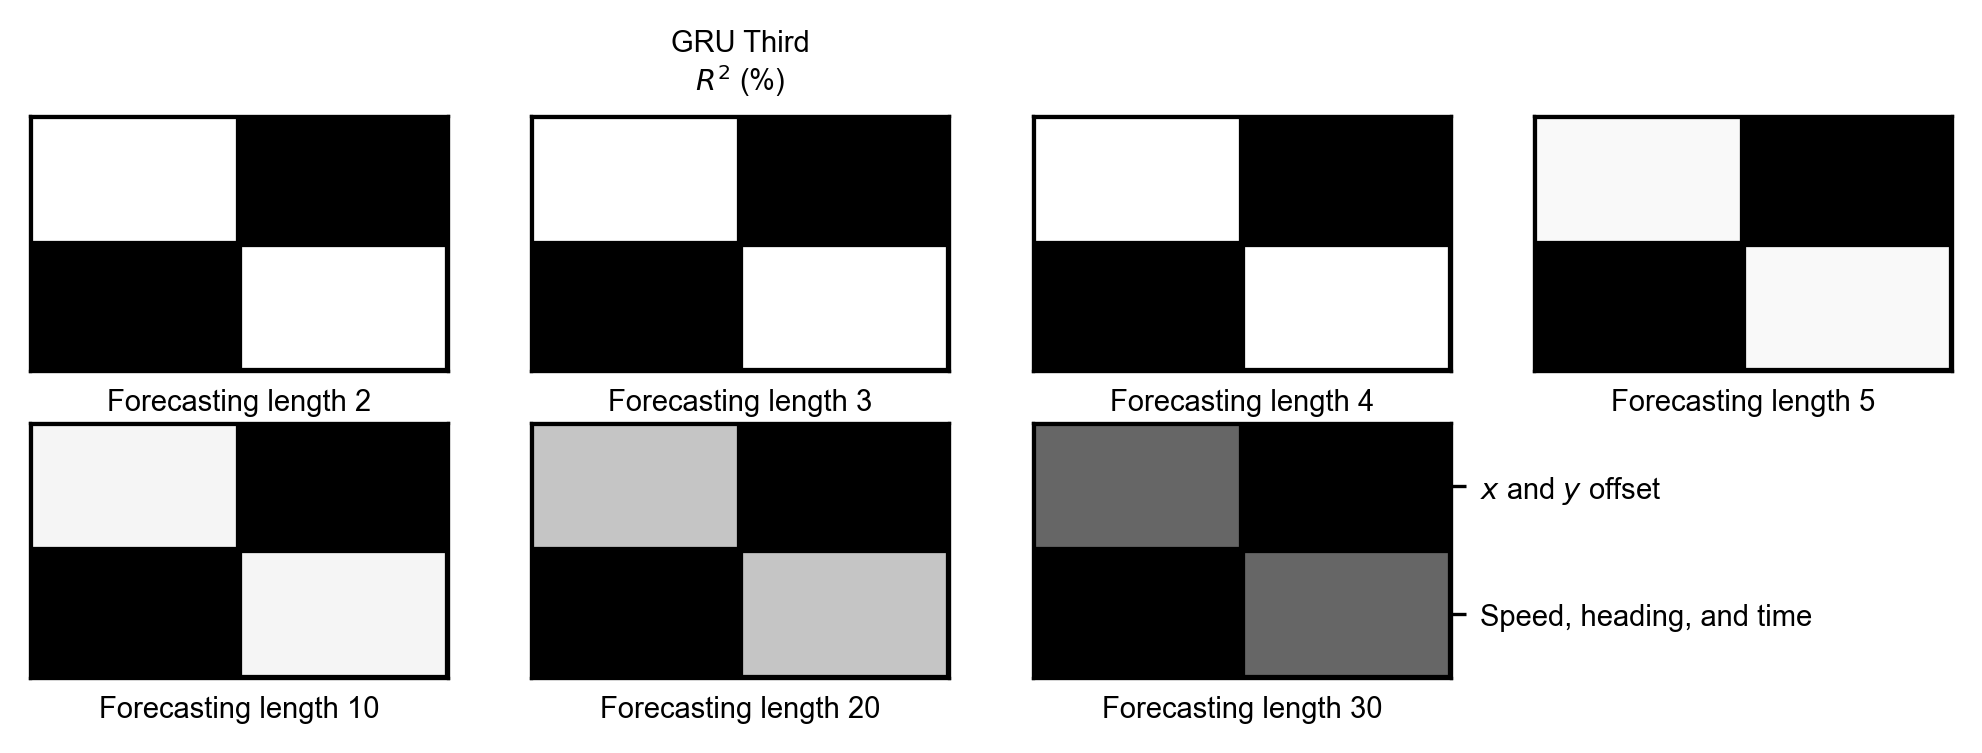 GRU Third
R² (%)
Forecasting length 2
Forecasting length 3
Forecasting length 4
Forecasting length 5
x and y offset
Speed, heading, and time
Forecasting length 10
Forecasting length 20
Forecasting length 30